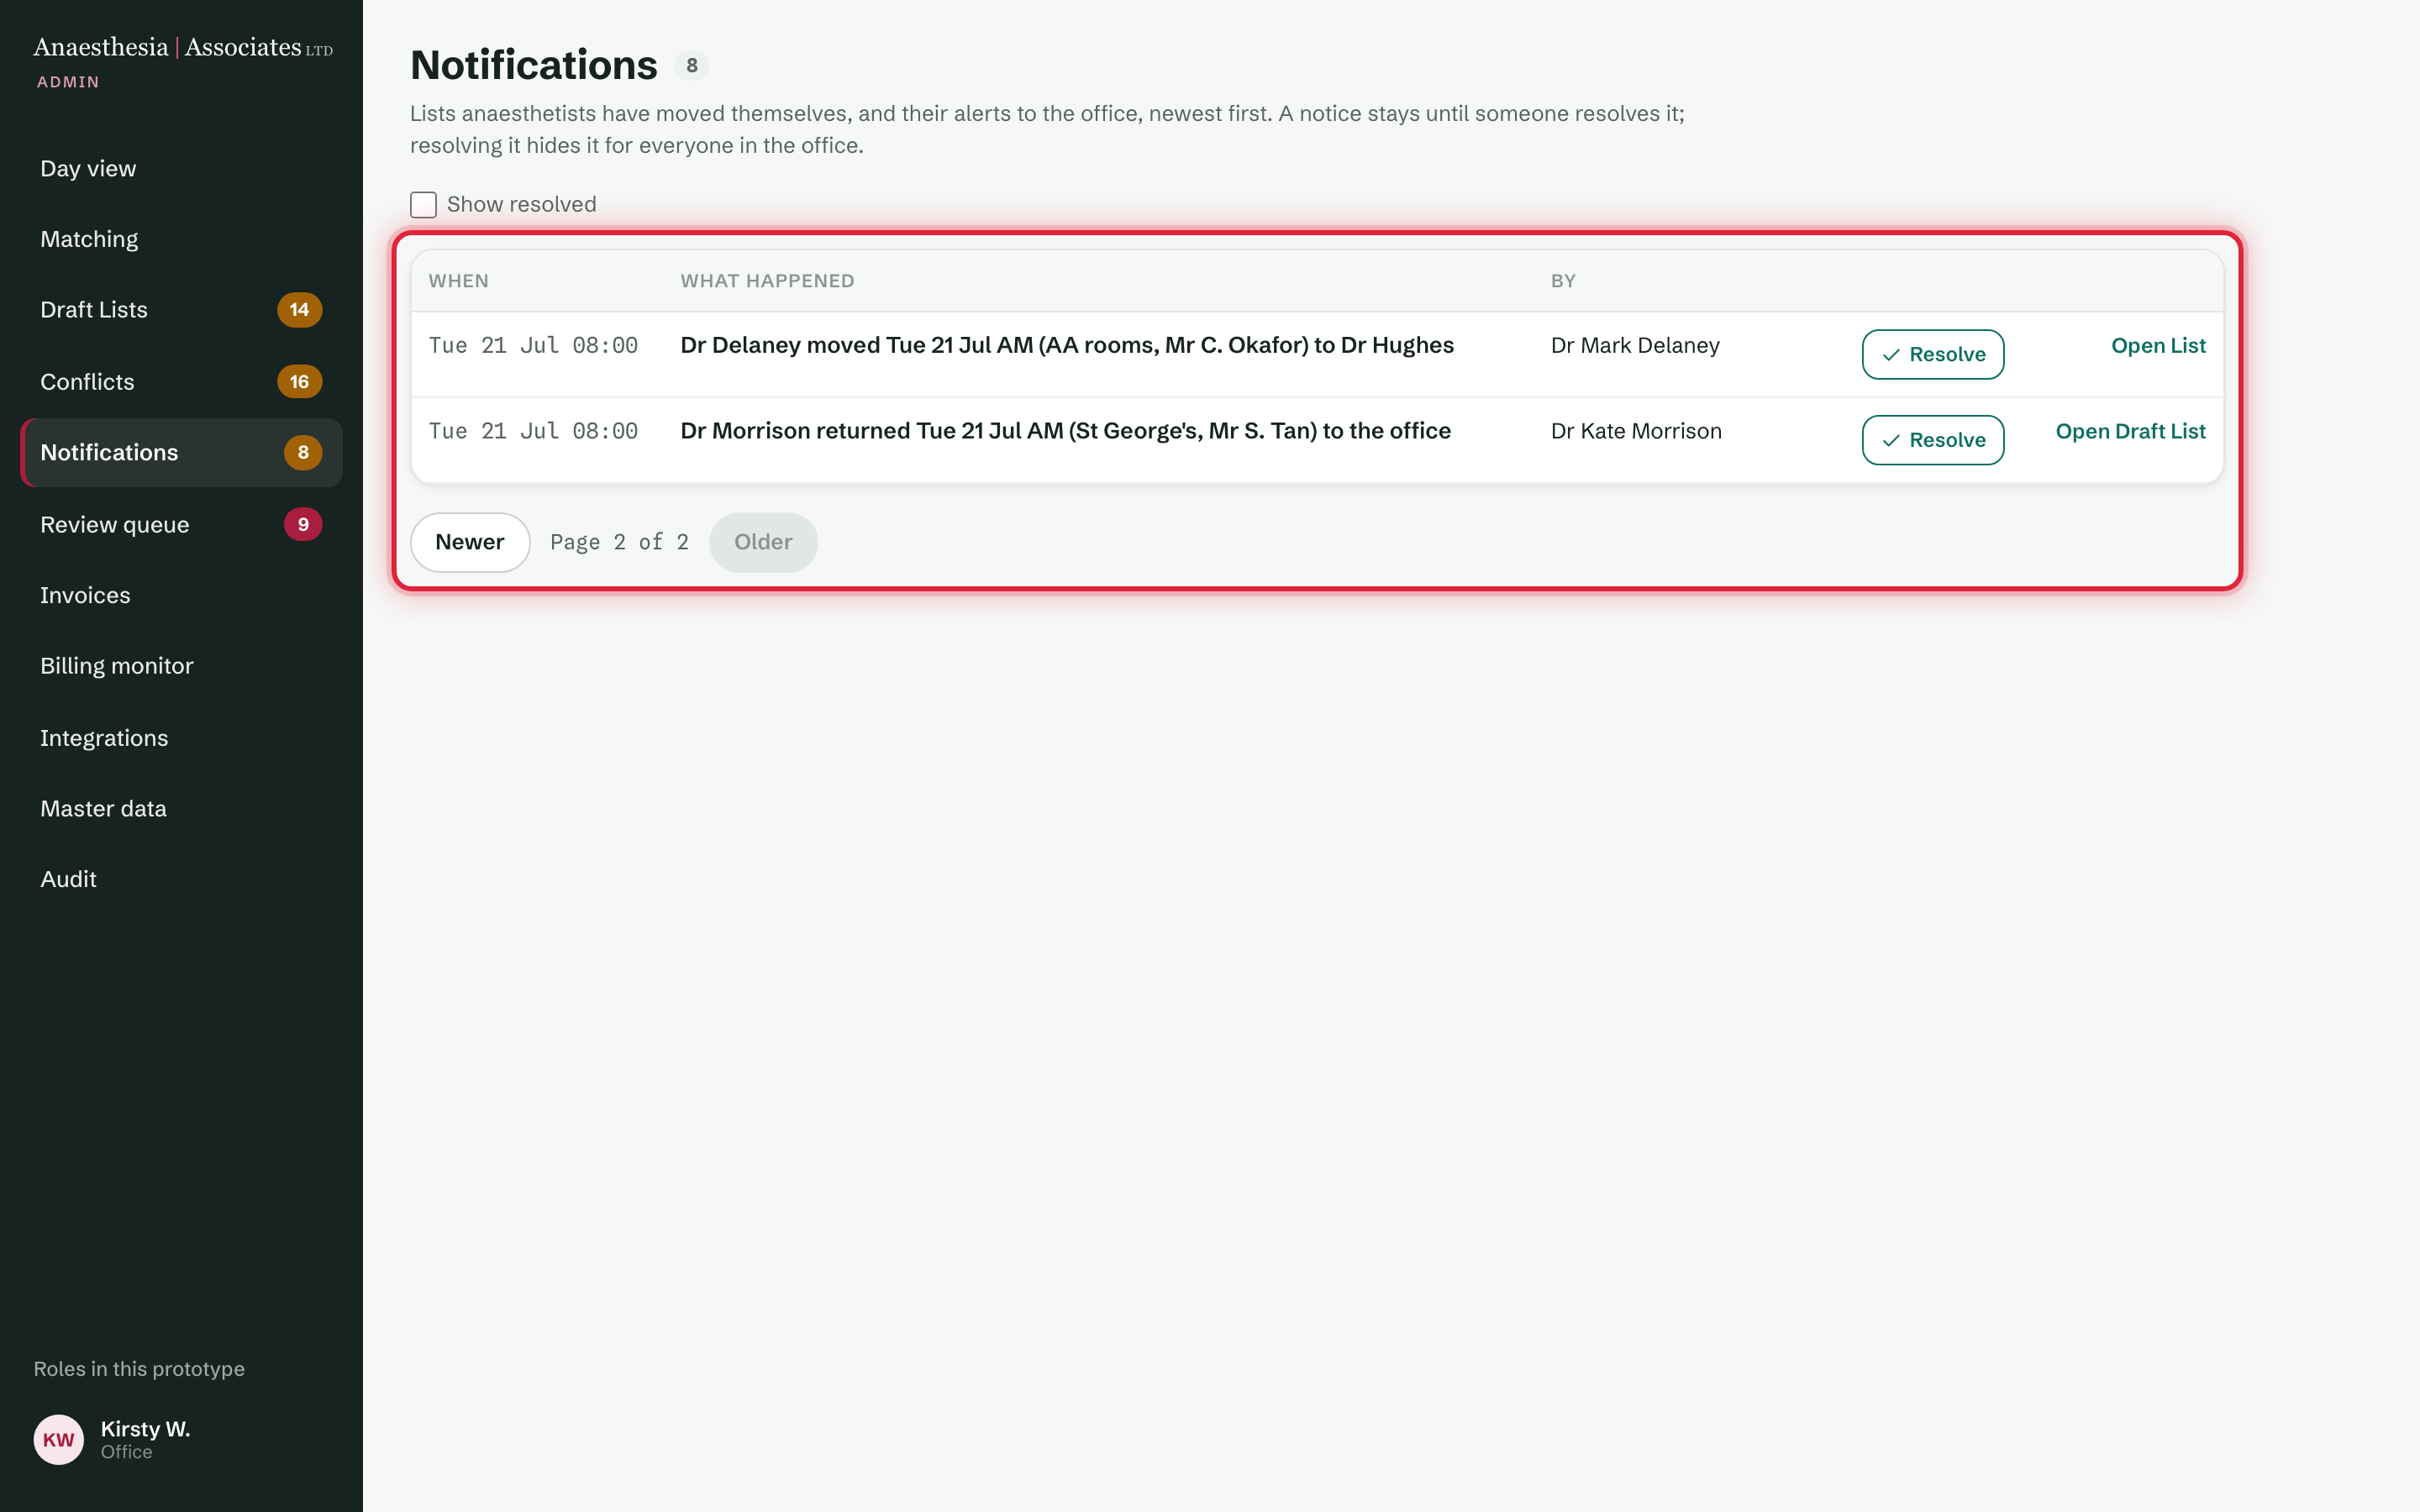 Anaesthesia | Associates LTD
ADMIN
Day view
Matching
Draft Lists 14
Conflicts 16
Notifications 8
Review queue 9
Invoices
Billing monitor
Integrations
Master data
Audit
Roles in this prototype
KW Kirsty W.
Office
Notifications 8
Lists anaesthetists have moved themselves, and their alerts to the office, newest first. A notice stays until someone resolves it;
resolving it hides it for everyone in the office.
Show resolved
WHEN WHAT HAPPENED BY
Tue 21 Jul 08:00 Dr Delaney moved Tue 21 Jul AM (AA rooms, Mr C. Okafor) to Dr Hughes Dr Mark Delaney Resolve Open List
Tue 21 Jul 08:00 Dr Morrison returned Tue 21 Jul AM (St George's, Mr S. Tan) to the office Dr Kate Morrison Resolve Open Draft List
Newer Page 2 of 2 Older